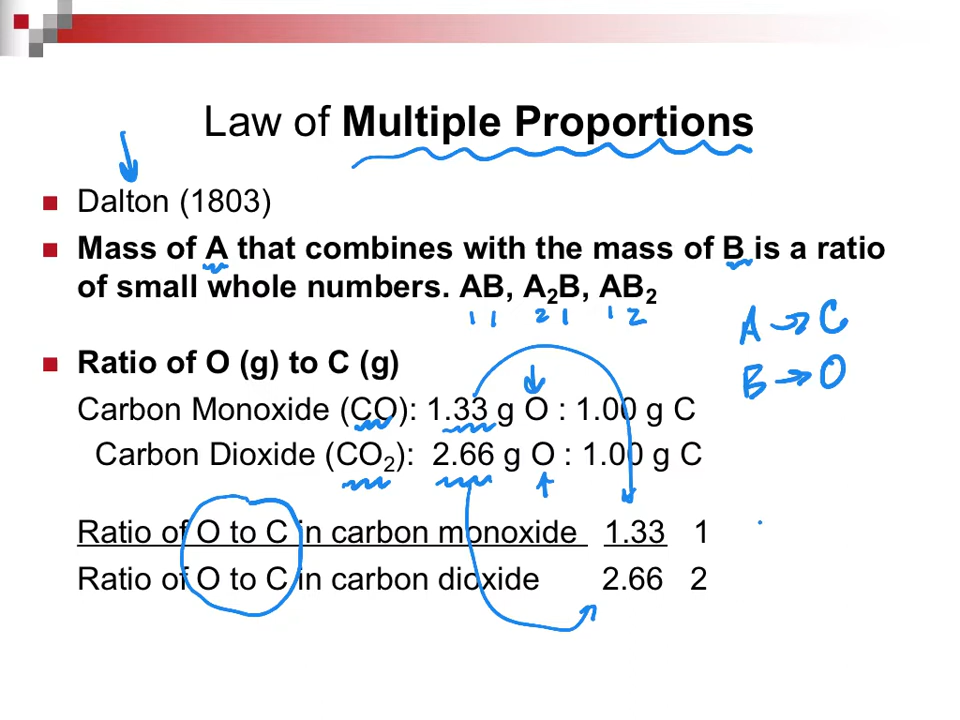 Law of Multiple Proportions
Dalton (1803)
Mass of A that combines with the mass of B is a ratio
of small whole numbers. AB, A₂B, AB₂
1 1 2 1 1 2
A → C
B → O
Ratio of O (g) to C (g)
Carbon Monoxide (CO): 1.33 g O : 1.00 g C
Carbon Dioxide (CO₂): 2.66 g O : 1.00 g C
Ratio of O to C in carbon monoxide 1.33 1
Ratio of O to C in carbon dioxide 2.66 2